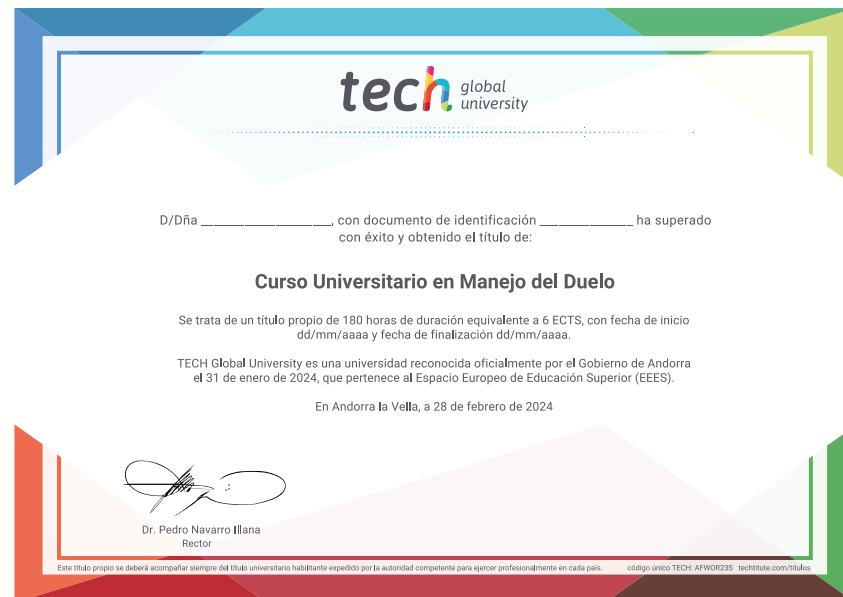 tech global
university
D/Dña ______________________, con documento de identificación ________________ ha superado
con éxito y obtenido el título de:
Curso Universitario en Manejo del Duelo
Se trata de un título propio de 180 horas de duración equivalente a 6 ECTS, con fecha de inicio
dd/mm/aaaa y fecha de finalización dd/mm/aaaa.
TECH Global University es una universidad reconocida oficialmente por el Gobierno de Andorra
el 31 de enero de 2024, que pertenece al Espacio Europeo de Educación Superior (EEES).
En Andorra la Vella, a 28 de febrero de 2024
Dr. Pedro Navarro Illana
Rector
Este título propio se deberá acompañar siempre del título universitario habilitante expedido por la autoridad competente para ejercer profesionalmente en cada país. código único TECH: AFWOR23S techtitute.com/titulos